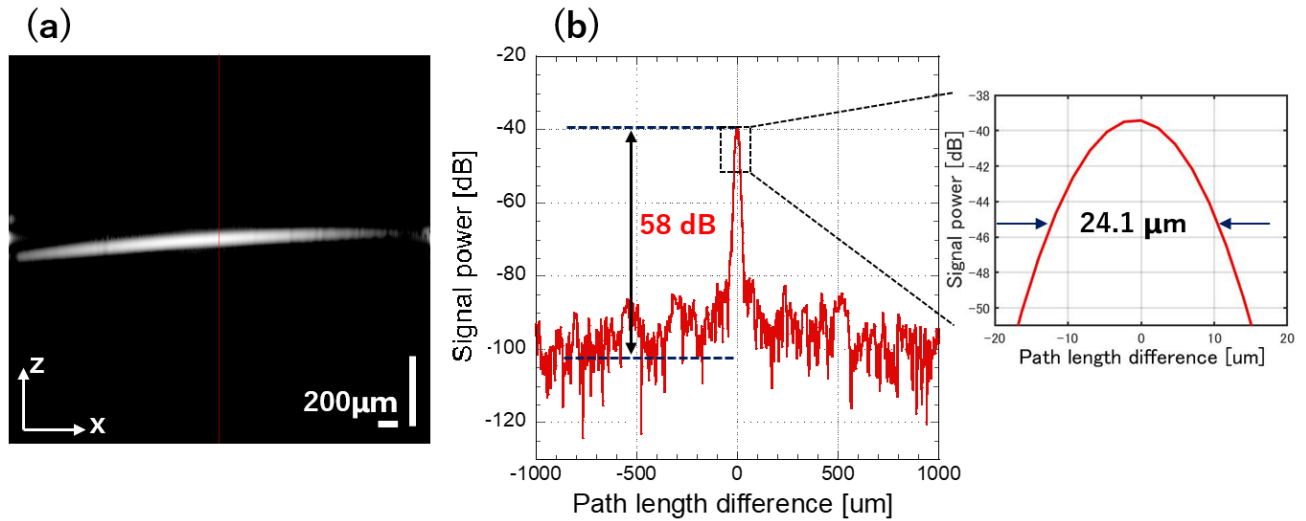 (a)
Z
X
200μm
(b)
Signal power [dB]
-20
-40
-60
-80
-100
-120
58 dB
-1000
-500
0
500
1000
Path length difference [um]
Signal power [dB]
-38
-40
-42
-44
-46
-48
-50
24.1 μm
-20
-10
0
10
20
Path length difference [um]